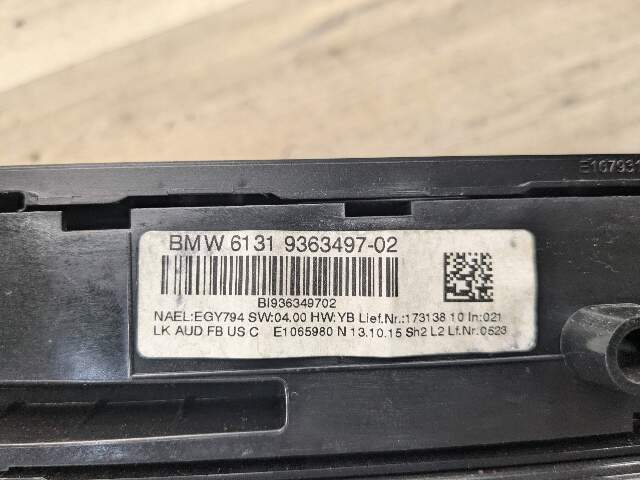 E167931
BMW 6131 9363497-02
BI936349702
NAEL:EGY794 SW:04.00 HW:YB Lief.Nr.:173138 10 In:021
LK AUD FB US C E1065980 N 13.10.15 Sh2 L2 Lf.Nr.:0523